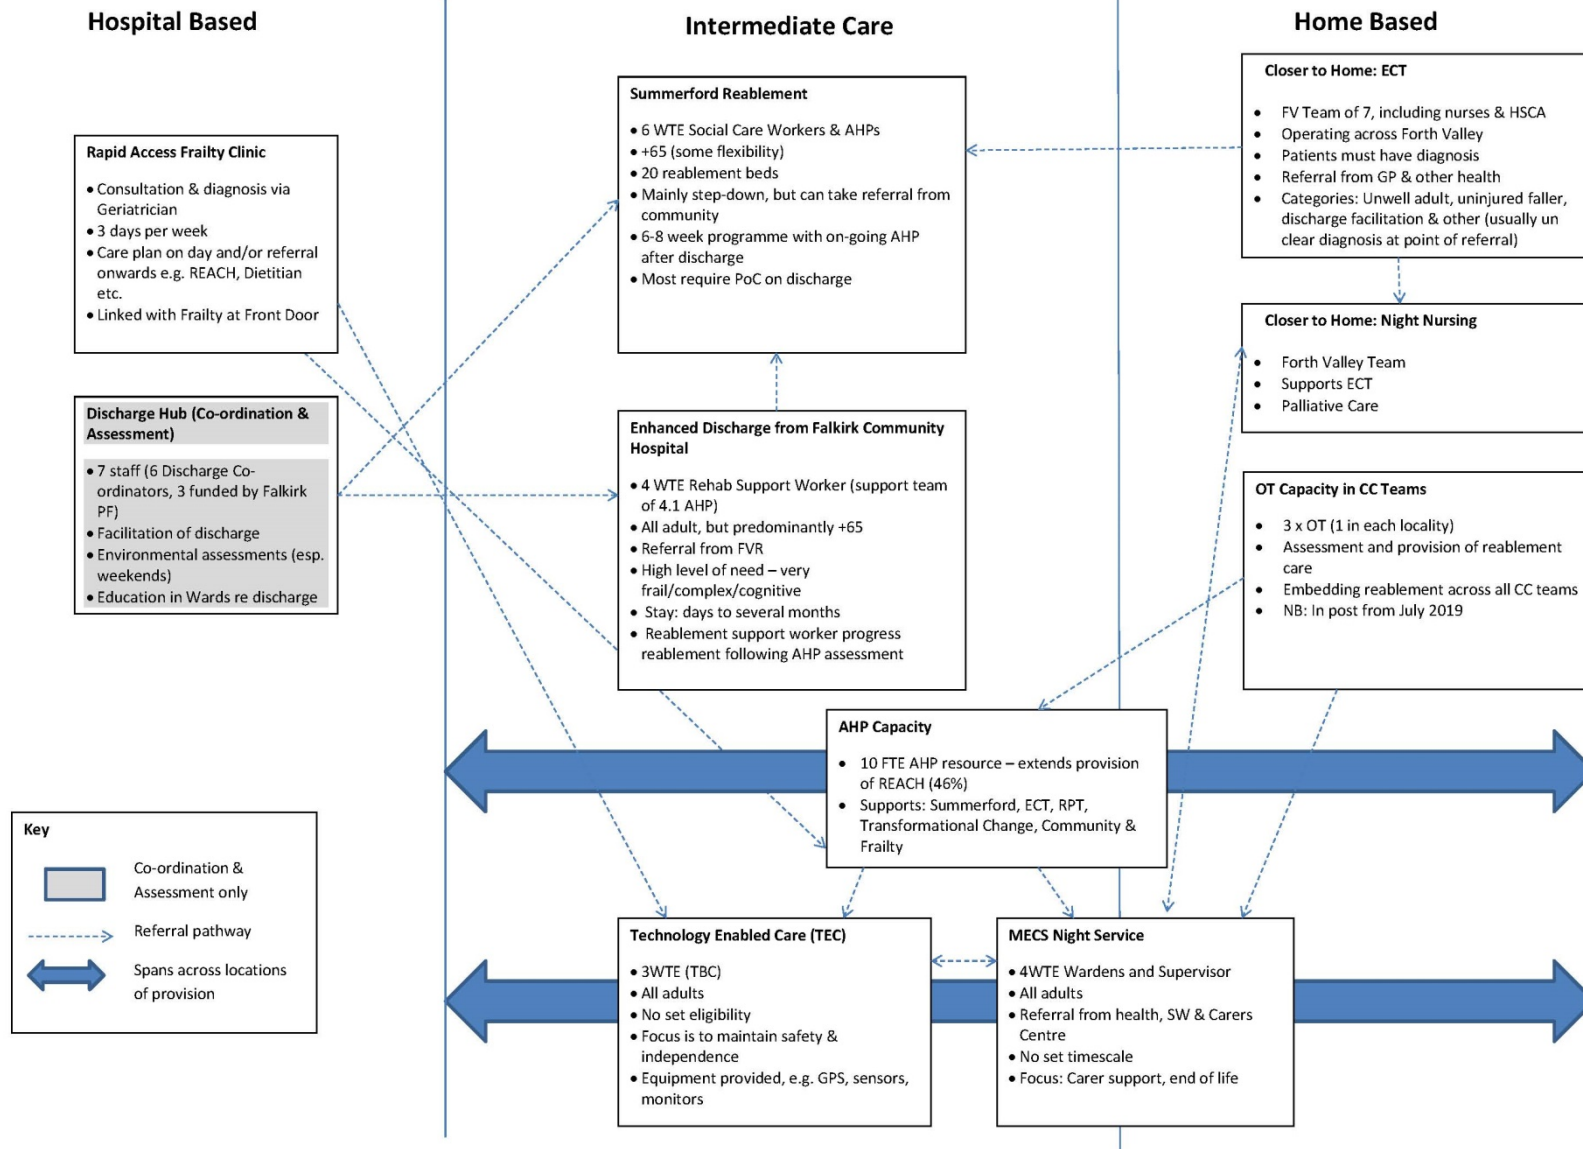 Hospital Based
Intermediate Care
Home Based
Rapid Access Frailty Clinic
• Consultation & diagnosis via
Geriatrician
• 3 days per week
• Care plan on day and/or referral
onwards e.g. REACH, Dietitian
etc.
• Linked with Frailty at Front Door
Discharge Hub (Co-ordination &
Assessment)
• 7 staff (6 Discharge Co-
ordinators, 3 funded by Falkirk
PF)
• Facilitation of discharge
• Environmental assessments (esp.
weekends)
• Education in Wards re discharge
Summerford Reablement
• 6 WTE Social Care Workers & AHPs
• +65 (some flexibility)
• 20 reablement beds
• Mainly step-down, but can take referral from
community
• 6-8 week programme with on-going AHP
after discharge
• Most require PoC on discharge
Enhanced Discharge from Falkirk Community
Hospital
• 4 WTE Rehab Support Worker (support team
of 4.1 AHP)
• All adult, but predominantly +65
• Referral from FVR
• High level of need – very
frail/complex/cognitive
• Stay: days to several months
• Reablement support worker progress
reablement following AHP assessment
Closer to Home: ECT
• FV Team of 7, including nurses & HSCA
• Operating across Forth Valley
• Patients must have diagnosis
• Referral from GP & other health
• Categories: Unwell adult, uninjured faller,
discharge facilitation & other (usually un
clear diagnosis at point of referral)
Closer to Home: Night Nursing
• Forth Valley Team
• Supports ECT
• Palliative Care
OT Capacity in CC Teams
• 3 x OT (1 in each locality)
• Assessment and provision of reablement
care
• Embedding reablement across all CC teams
• NB: In post from July 2019
AHP Capacity
• 10 FTE AHP resource – extends provision
of REACH (46%)
• Supports: Summerford, ECT, RPT,
Transformational Change, Community &
Frailty
Technology Enabled Care (TEC)
• 3WTE (TBC)
• All adults
• No set eligibility
• Focus is to maintain safety &
independence
• Equipment provided, e.g. GPS, sensors,
monitors
MECS Night Service
• 4WTE Wardens and Supervisor
• All adults
• Referral from health, SW & Carers
Centre
• No set timescale
• Focus: Carer support, end of life
Key
Co-ordination &
Assessment only
Referral pathway
Spans across locations
of provision